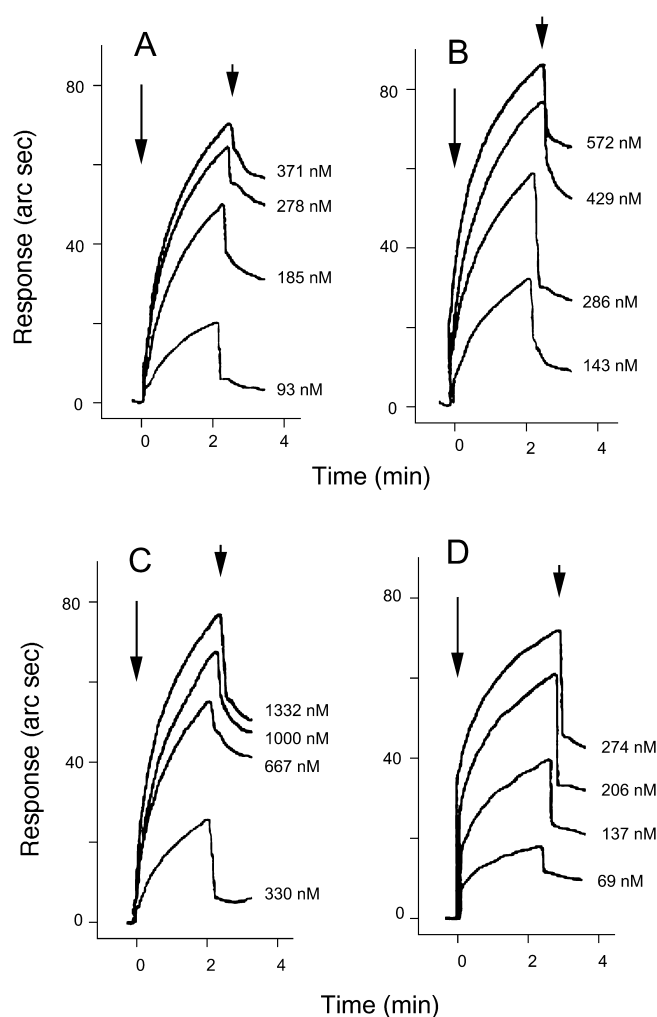 A
B
80
80
Response (arc sec)
572 nM
371 nM
429 nM
278 nM
40
40
185 nM
286 nM
143 nM
93 nM
0
0
0
2
4
0
2
4
Time (min)
C
D
80
80
Response (arc sec)
1332 nM
1000 nM
274 nM
667 nM
40
40
206 nM
137 nM
330 nM
69 nM
0
0
0
2
4
0
2
4
Time (min)